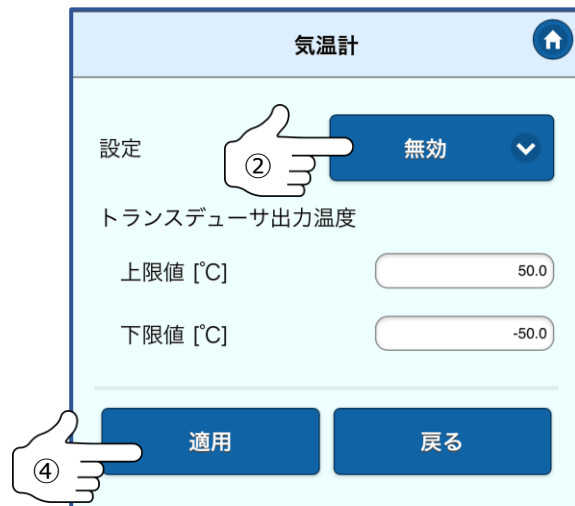 気温計
設定
② 無効
トランスデューサ出力温度
上限値 [℃] 50.0
下限値 [℃] -50.0
④ 適用 戻る